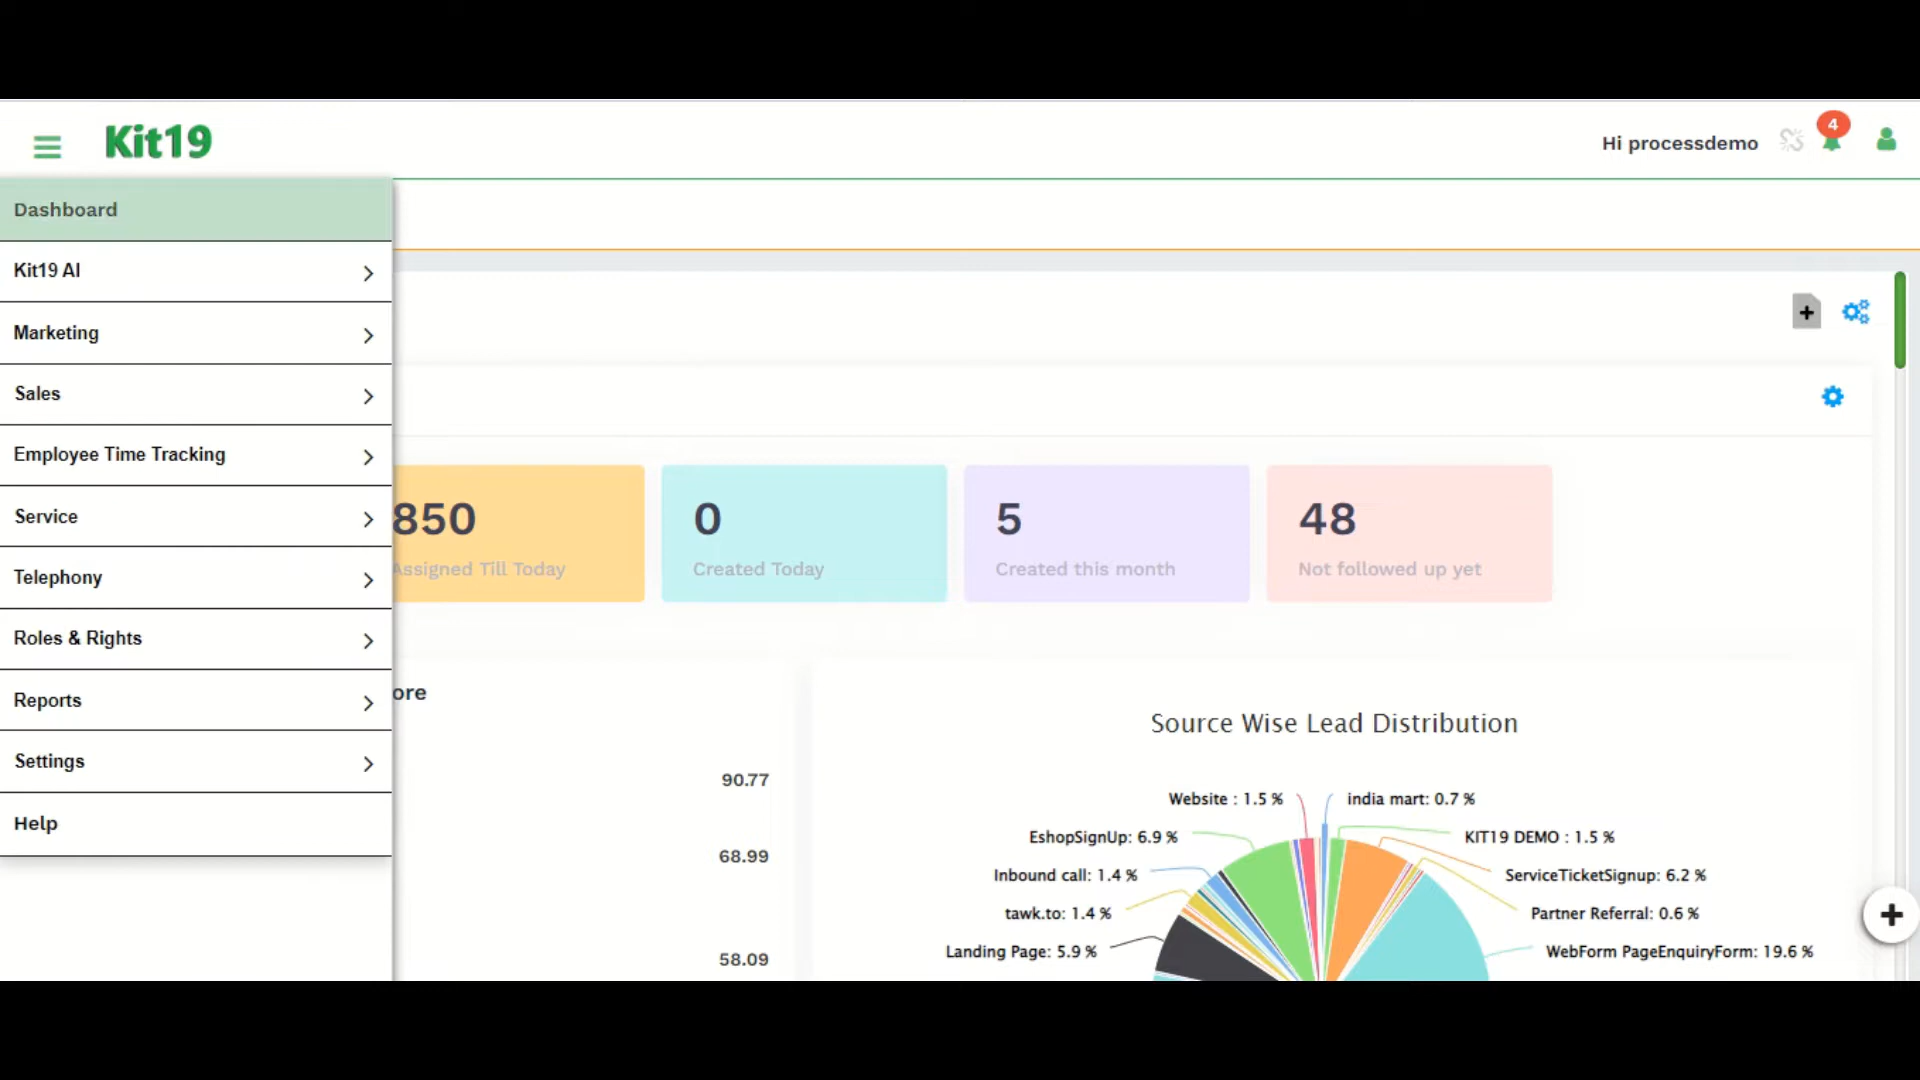 Kit19
Hi processdemo
4
Dashboard
Kit19 AI
Marketing
Sales
Employee Time Tracking
Service
Telephony
Roles & Rights
Reports
Settings
Help
850
Assigned Till Today
0
Created Today
5
Created this month
48
Not followed up yet
ore
90.77
68.99
58.09
Source Wise Lead Distribution
Website : 1.5 %
india mart: 0.7 %
EshopSignUp: 6.9 %
KIT19 DEMO : 1.5 %
Inbound call: 1.4 %
ServiceTicketSignup: 6.2 %
tawk.to: 1.4 %
Partner Referral: 0.6 %
Landing Page: 5.9 %
WebForm PageEnquiryForm: 19.6 %